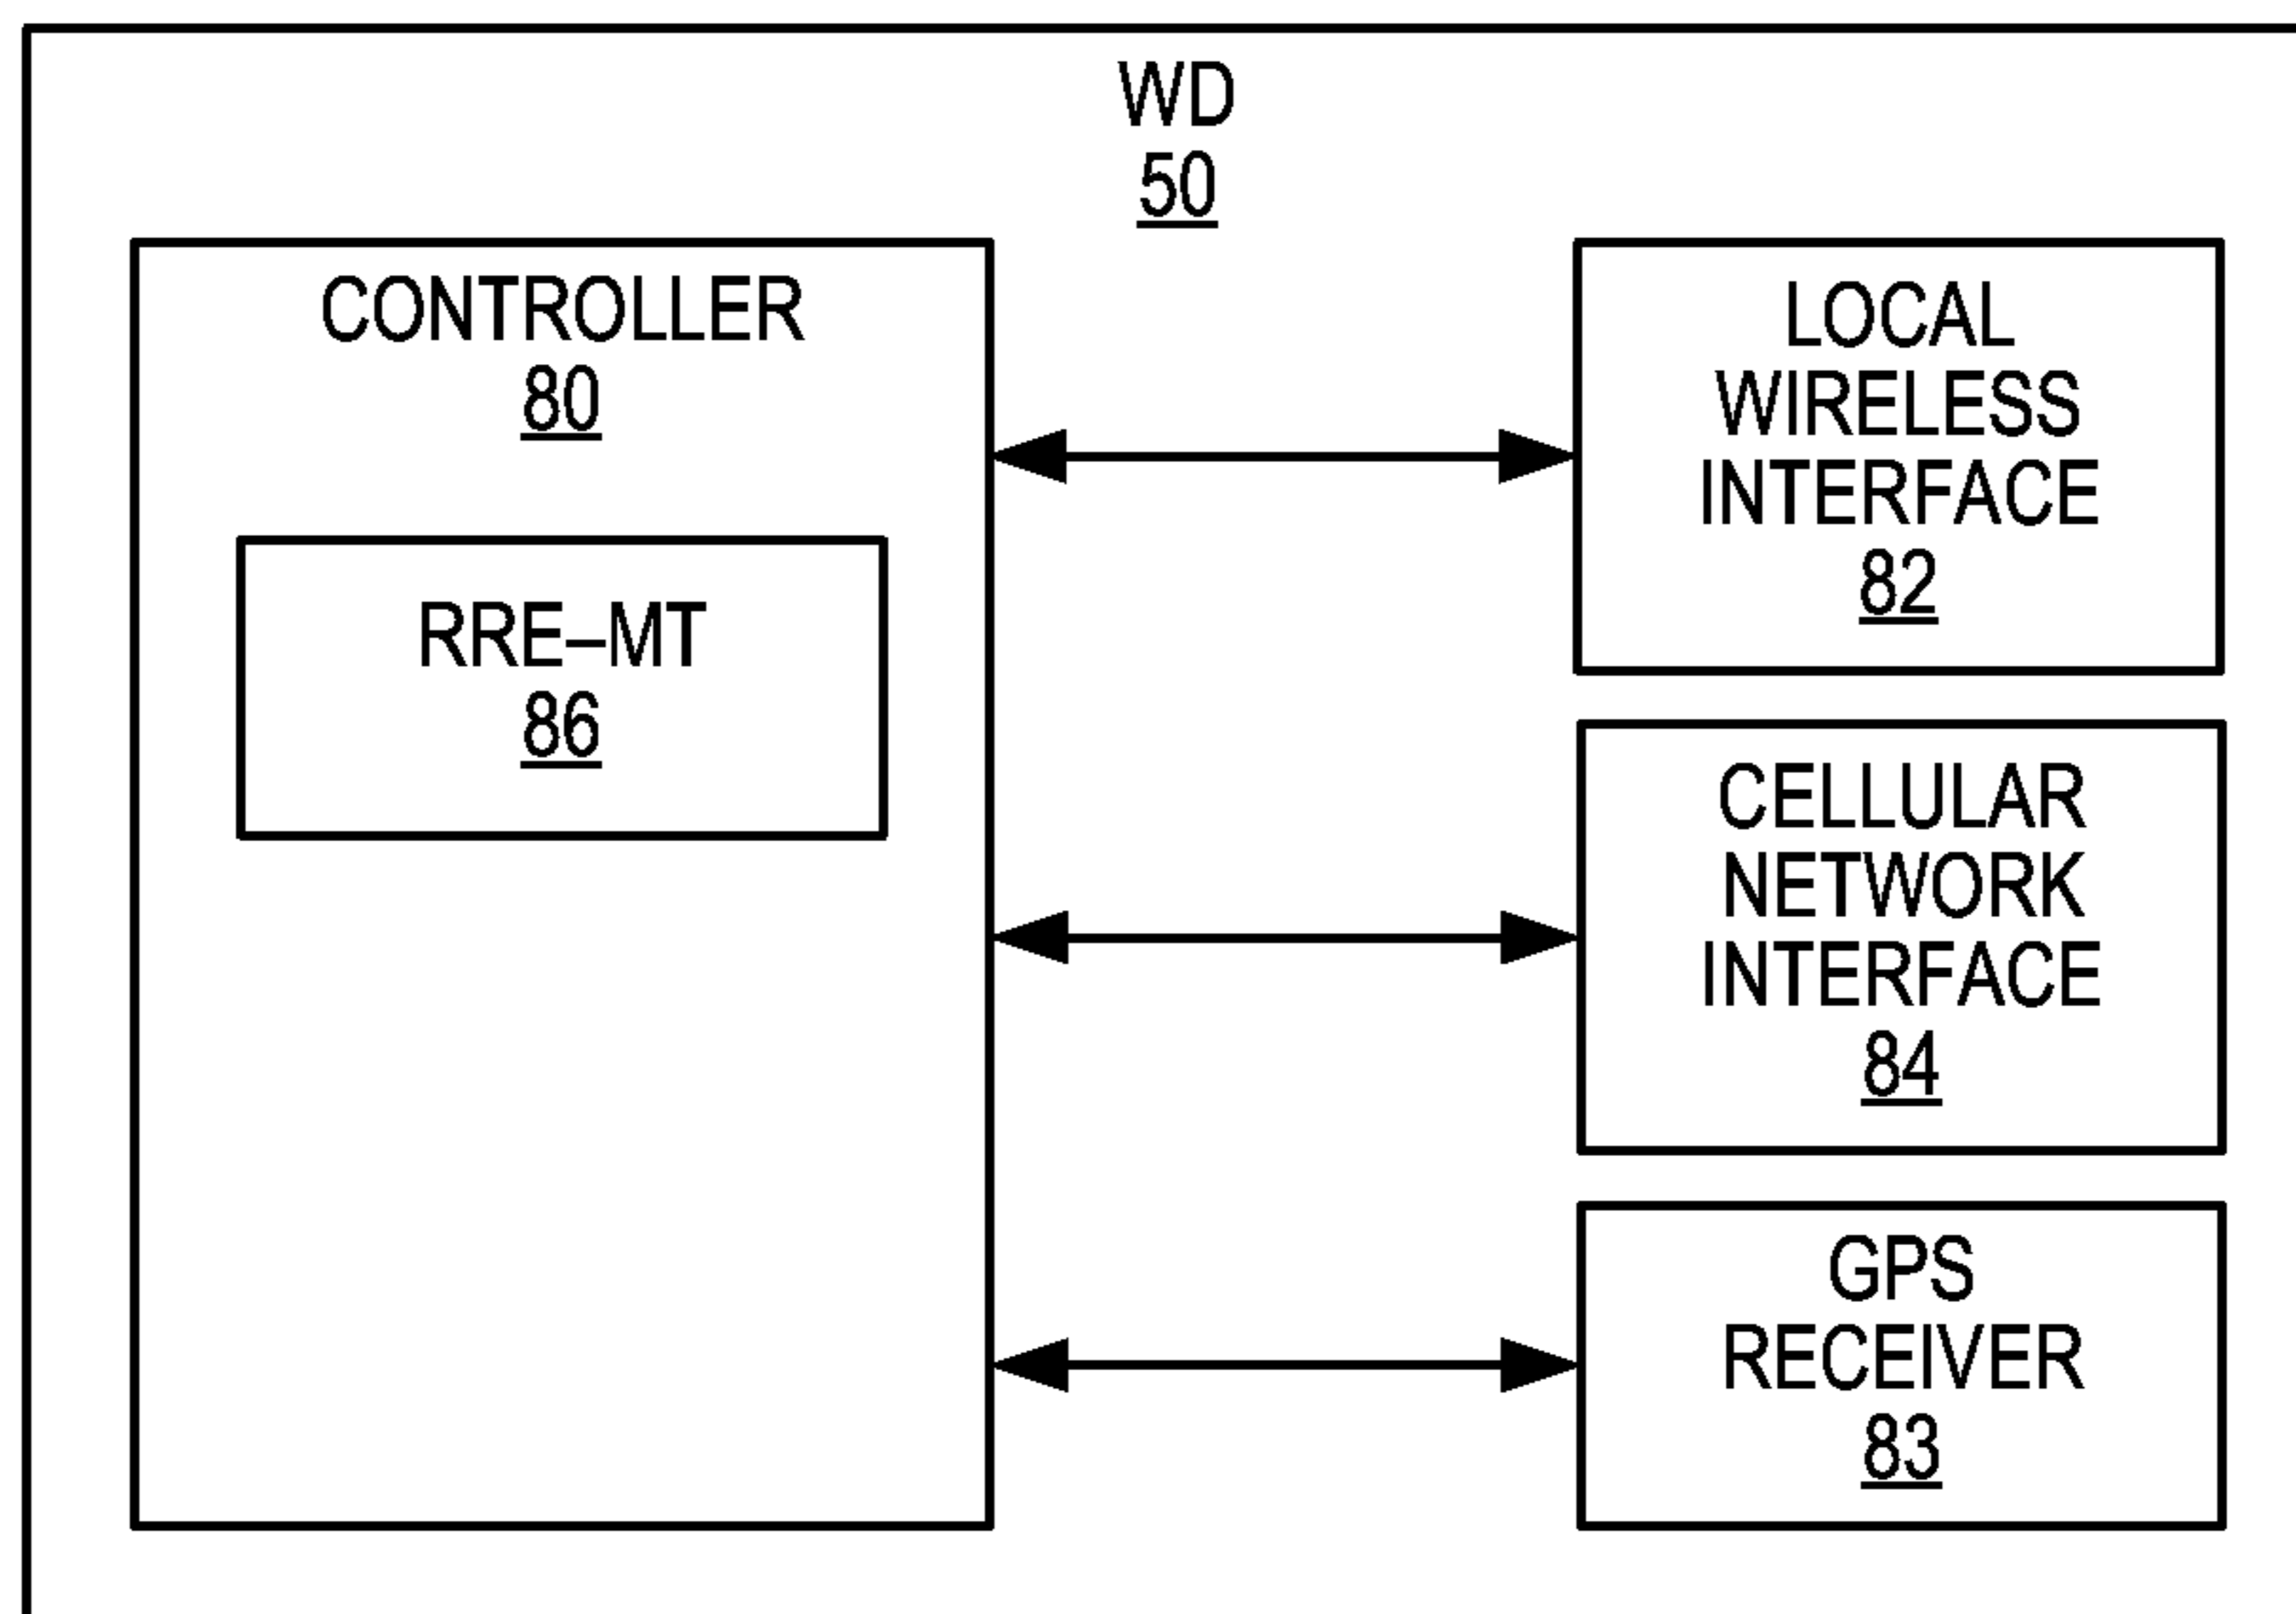 WD
50
CONTROLLER
80
RRE–MT
86
LOCAL
WIRELESS
INTERFACE
82
CELLULAR
NETWORK
INTERFACE
84
GPS
RECEIVER
83